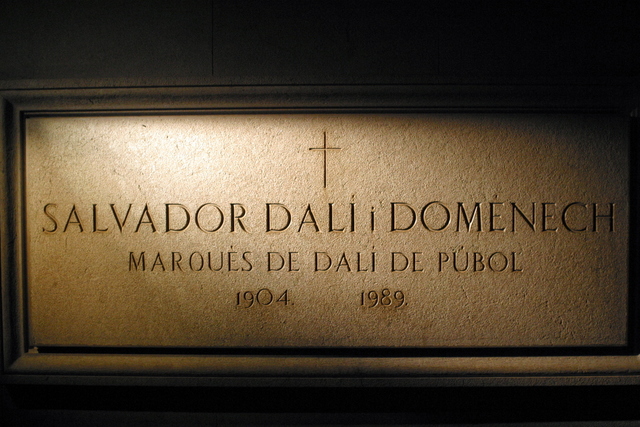 SALVADOR DALÍ i DOMÈNECH
MARQUÈS DE DALÍ DE PÚBOL
1904. 1989.